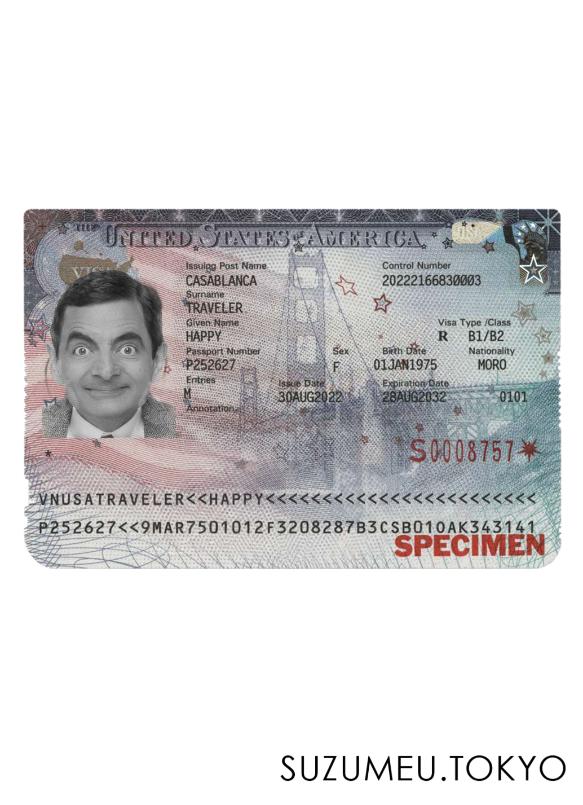 THE UNITED STATES OF AMERICA
VISA
Issuing Post Name Control Number
CASABLANCA 20222166830003
Surname
TRAVELER
Given Name Visa Type /Class
HAPPY R B1/B2
Passport Number Sex Birth Date Nationality
P252627 F 01JAN1975 MORO
Entries Issue Date Expiration Date
M 30AUG2022 28AUG2032 0101
Annotation
S0008757
VNUSATRAVELER<<HAPPY<<<<<<<<<<<<<<<<<<<<<<<<
P252627<<9MAR7501012F3208287B3CSB010AK343141
SPECIMEN
SUZUMEU.TOKYO